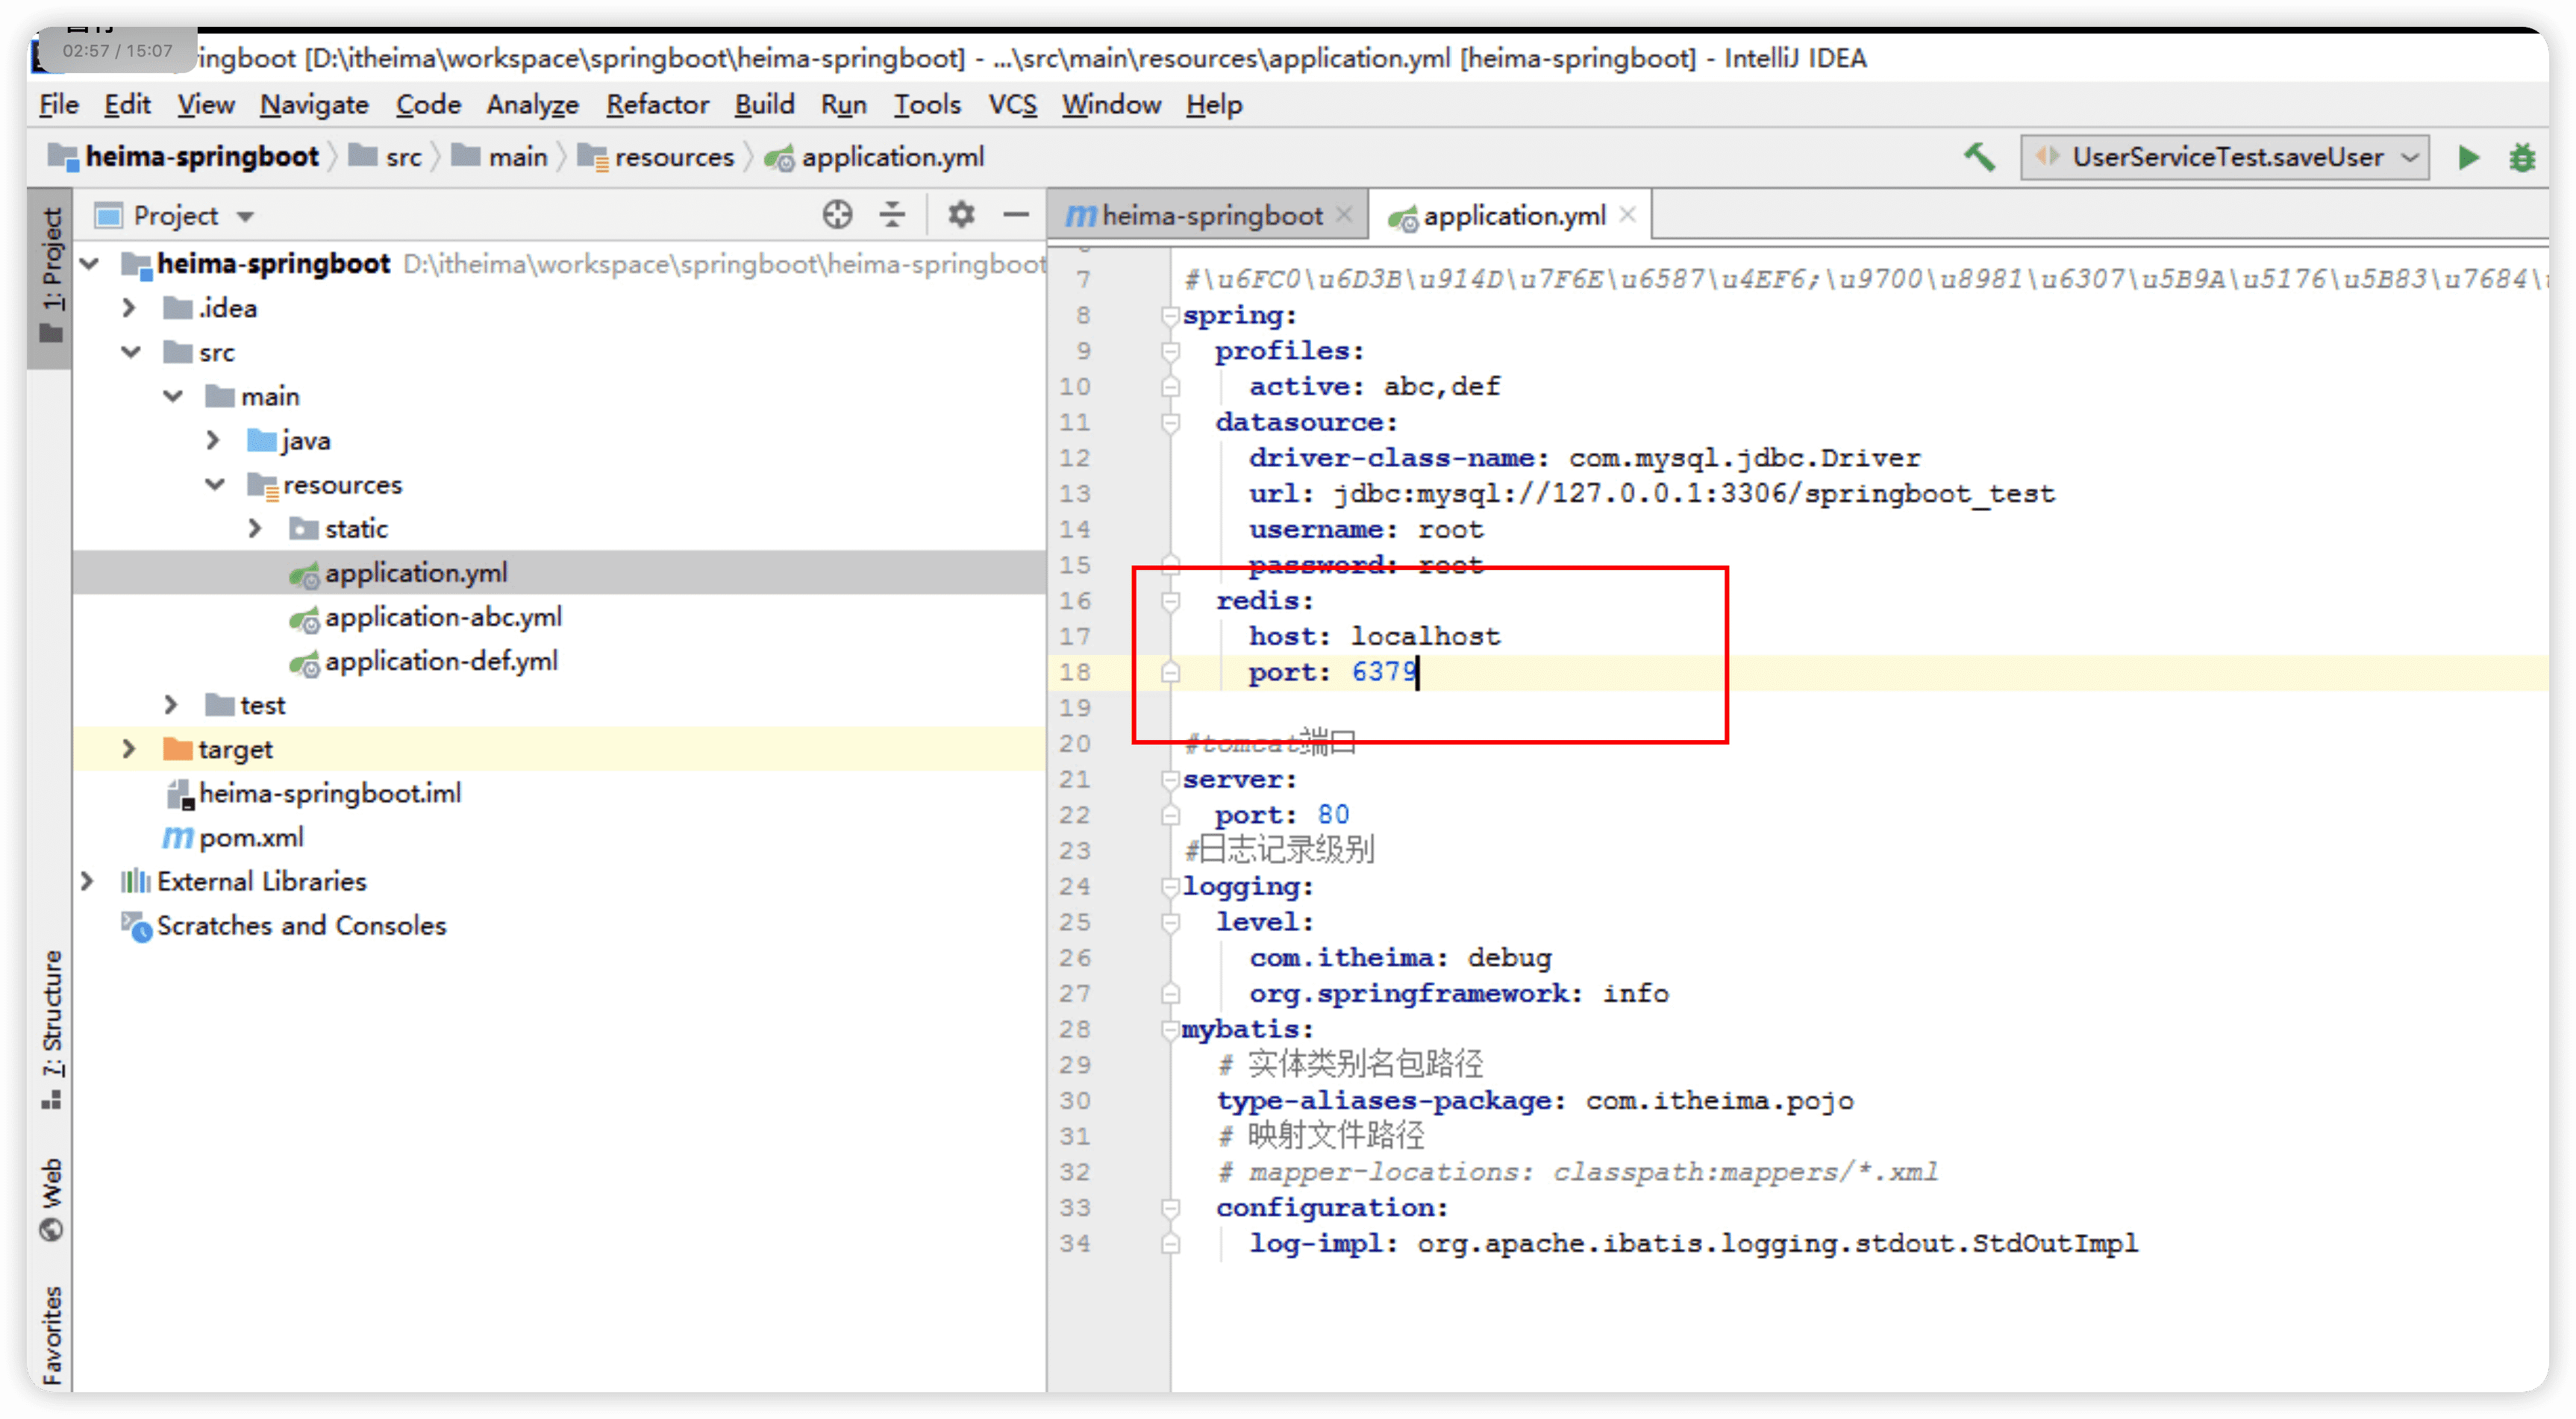 02:57 / 15:07
ingboot [D:\itheima\workspace\springboot\heima-springboot] - ...\src\main\resources\application.yml [heima-springboot] - IntelliJ IDEA
File Edit View Navigate Code Analyze Refactor Build Run Tools VCS Window Help
heima-springboot src main resources application.yml UserServiceTest.saveUser
1: Project
7: Structure
Web
Favorites
Project
heima-springboot D:\itheima\workspace\springboot\heima-springboot
.idea
src
main
java
resources
static
application.yml
application-abc.yml
application-def.yml
test
target
heima-springboot.iml
pom.xml
External Libraries
Scratches and Consoles
heima-springboot application.yml
7 #\u6FC0\u6D3B\u914D\u7F6E\u6587\u4EF6;\u9700\u8981\u6307\u5B9A\u5176\u5B83\u7684\
8 spring:
9 profiles:
10 active: abc,def
11 datasource:
12 driver-class-name: com.mysql.jdbc.Driver
13 url: jdbc:mysql://127.0.0.1:3306/springboot_test
14 username: root
15 password: root
16 redis:
17 host: localhost
18 port: 6379
19
20 #tomcat端口
21 server:
22 port: 80
23 #日志记录级别
24 logging:
25 level:
26 com.itheima: debug
27 org.springframework: info
28 mybatis:
29 # 实体类别名包路径
30 type-aliases-package: com.itheima.pojo
31 # 映射文件路径
32 # mapper-locations: classpath:mappers/*.xml
33 configuration:
34 log-impl: org.apache.ibatis.logging.stdout.StdOutImpl